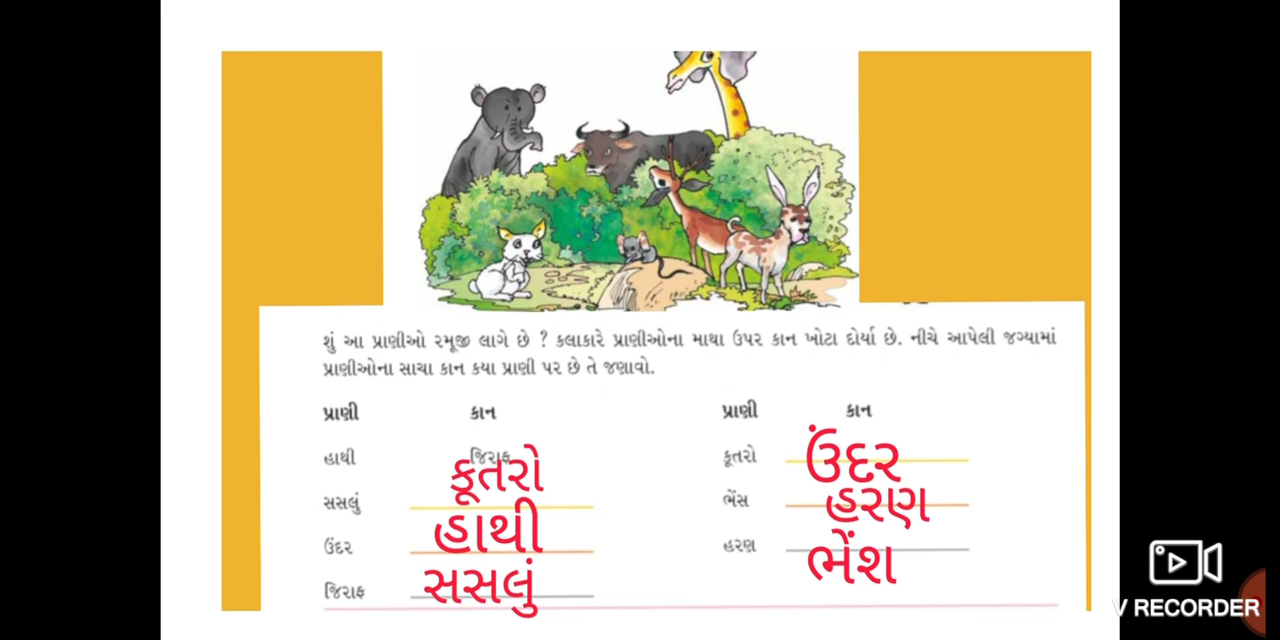 શું આ પ્રાણીઓ રમૂજી લાગે છે ? કલાકારે પ્રાણીઓના માથા ઉપર કાન ખોટા દોર્યા છે. નીચે આપેલી જગ્યામાં
પ્રાણીઓના સાચા કાન કયા પ્રાણી પર છે તે જણાવો.
પ્રાણી કાન
હાથી જિરાફ
સસલું કૂતરો
ઉંદર હાથી
જિરાફ સસલું
પ્રાણી કાન
કૂતરો ઉંદર
ભેંસ હરણ
હરણ ભેંશ
V RECORDER